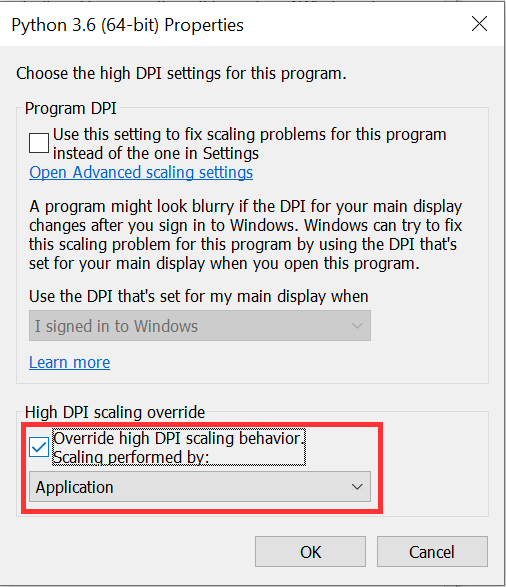 Python 3.6 (64-bit) Properties
Choose the high DPI settings for this program.
Program DPI
Use this setting to fix scaling problems for this program
instead of the one in Settings
Open Advanced scaling settings
A program might look blurry if the DPI for your main display
changes after you sign in to Windows. Windows can try to fix
this scaling problem for this program by using the DPI that's
set for your main display when you open this program.
Use the DPI that's set for my main display when
I signed in to Windows
Learn more
High DPI scaling override
Override high DPI scaling behavior.
Scaling performed by:
Application
OK
Cancel